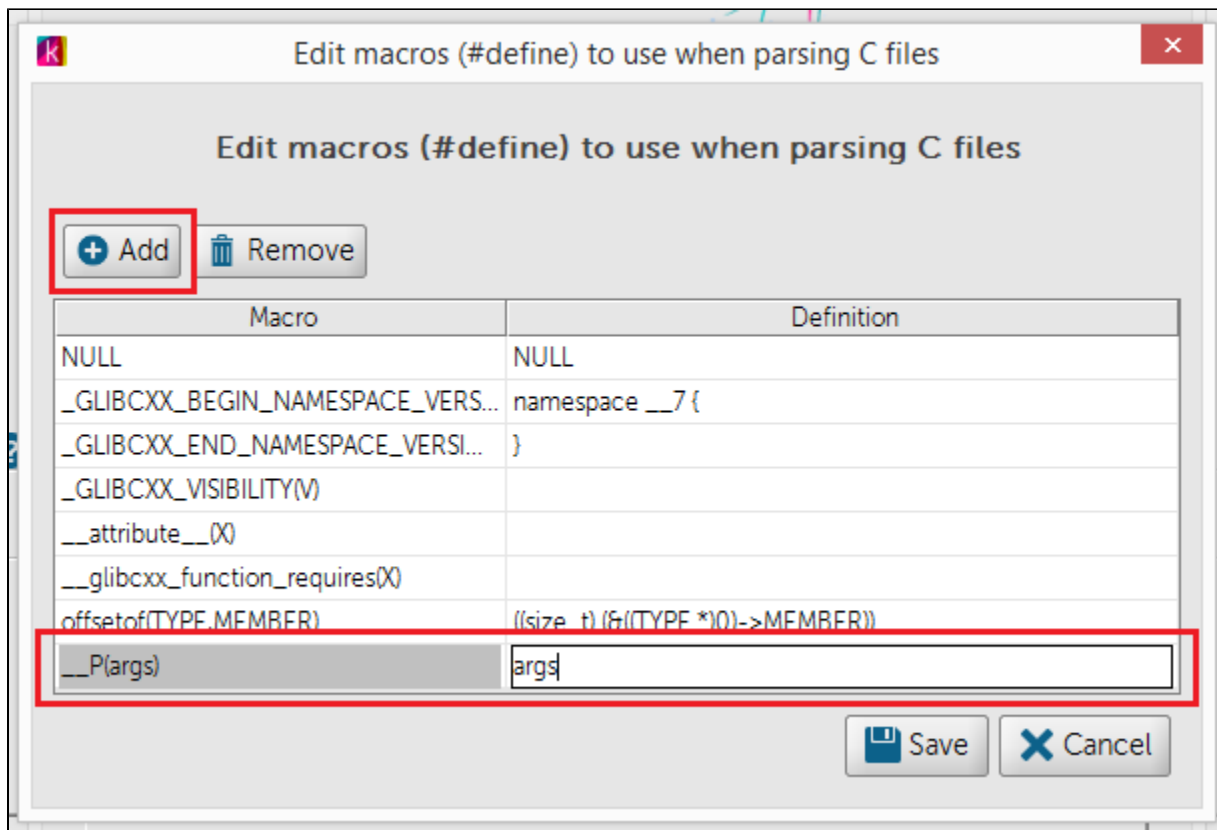 Edit macros (#define) to use when parsing C files
Edit macros (#define) to use when parsing C files
Add Remove
Macro Definition
NULL NULL
_GLIBCXX_BEGIN_NAMESPACE_VERS... namespace __7 {
_GLIBCXX_END_NAMESPACE_VERSI... }
_GLIBCXX_VISIBILITY(V)
__attribute__(X)
__glibcxx_function_requires(X)
offsetof(TYPE,MEMBER) ((size_t) (&((TYPE *)0)->MEMBER))
__P(args) args
Save Cancel